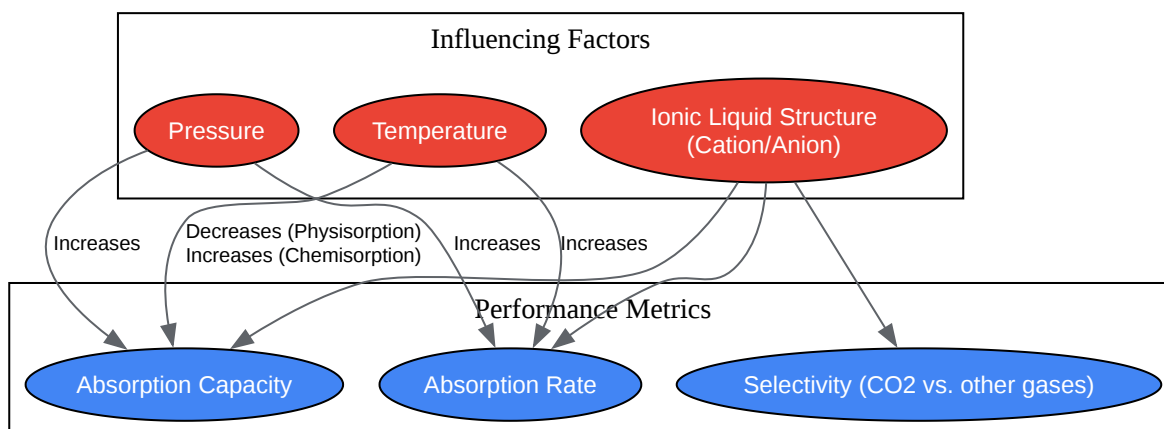 Influencing Factors
Pressure
Temperature
Ionic Liquid Structure
(Cation/Anion)
Increases
Decreases (Physisorption)
Increases (Chemisorption)
Increases
Increases
Performance Metrics
Absorption Capacity
Absorption Rate
Selectivity (CO2 vs. other gases)